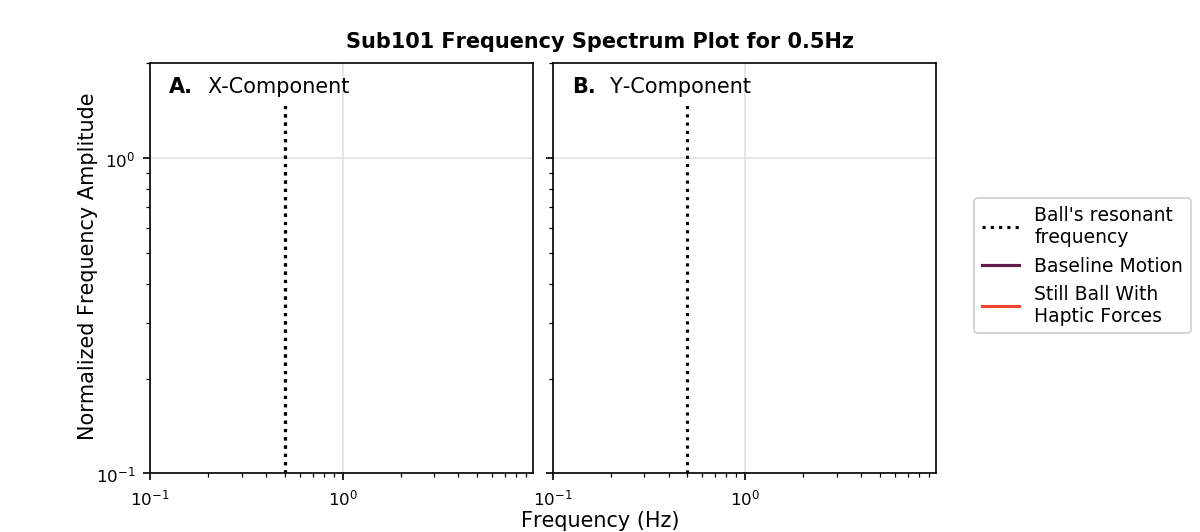 Sub101 Frequency Spectrum Plot for 0.5Hz
A. X-Component
B. Y-Component
Normalized Frequency Amplitude
10⁰
10⁻¹
10⁻¹ 10⁰ 10⁻¹ 10⁰
Frequency (Hz)
Ball's resonant
frequency
Baseline Motion
Still Ball With
Haptic Forces